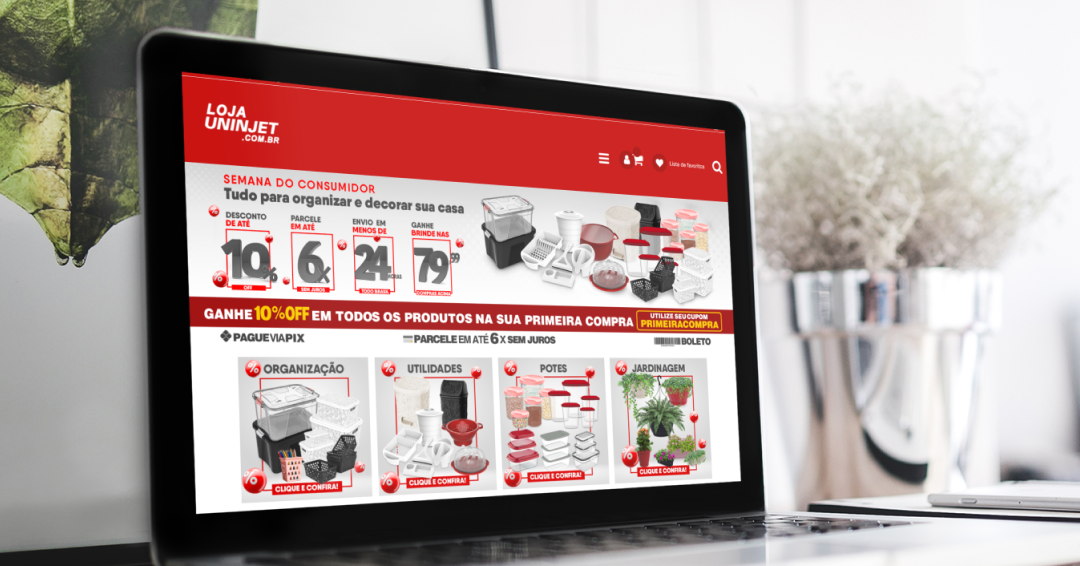 LOJA
UNINJET
.COM.BR
Lista de favoritos
SEMANA DO CONSUMIDOR
Tudo para organizar e decorar sua casa
DESCONTO
DE ATÉ
10%
OFF
PARCELE
EM ATÉ
6x
SEM JUROS
ENVIO EM
MENOS DE
24HORAS
TODO BRASIL
GANHE
BRINDE NAS
79,99
COMPRAS ACIMA
GANHE 10%OFF EM TODOS OS PRODUTOS NA SUA PRIMEIRA COMPRA
UTILIZE SEU CUPOM
PRIMEIRACOMPRA
PAGUE VIA PIX
PARCELE EM ATÉ 6X SEM JUROS
BOLETO
ORGANIZAÇÃO
CLIQUE E CONFIRA!
UTILIDADES
CLIQUE E CONFIRA!
POTES
CLIQUE E CONFIRA!
JARDINAGEM
CLIQUE E CONFIRA!